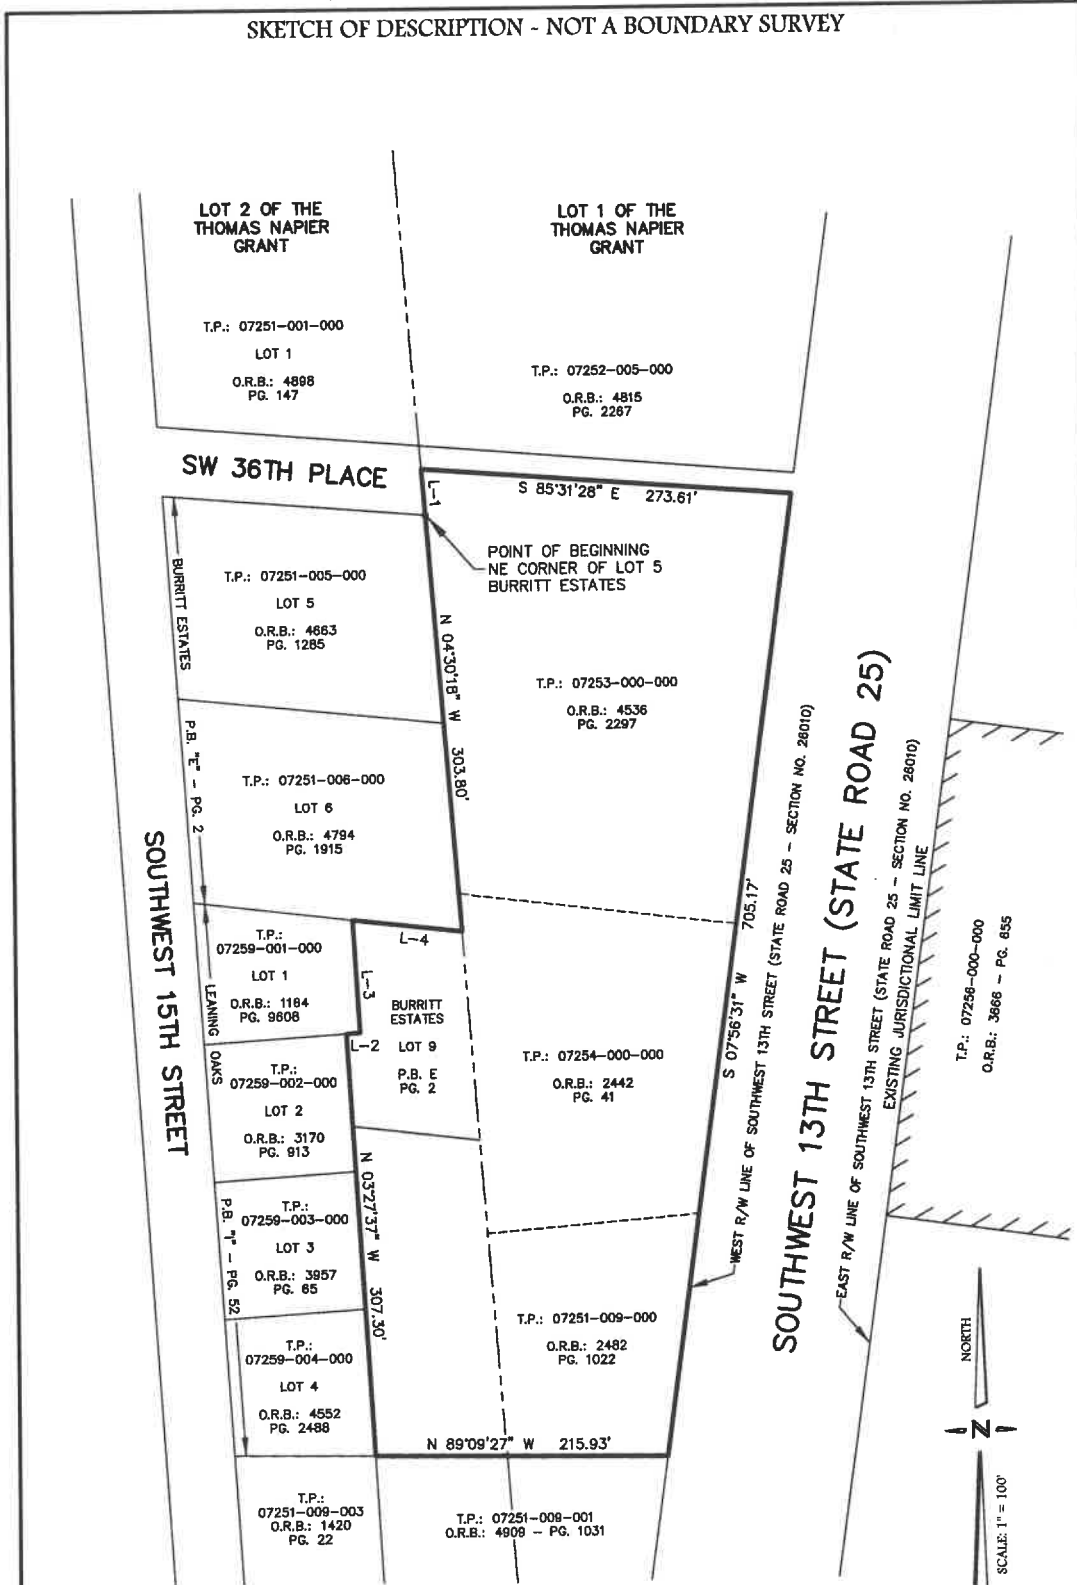 SKETCH OF DESCRIPTION - NOT A BOUNDARY SURVEY
LOT 2 OF THE
THOMAS NAPIER
GRANT
LOT 1 OF THE
THOMAS NAPIER
GRANT
T.P.: 07251-001-000
LOT 1
O.R.B.: 4898
PG. 147
T.P.: 07252-005-000
O.R.B.: 4815
PG. 2267
SW 36TH PLACE
L-1
S 85°31'28" E 273.61'
POINT OF BEGINNING
NE CORNER OF LOT 5
BURRITT ESTATES
BURRITT ESTATES
P.B. "E" - PG. 2
T.P.: 07251-005-000
LOT 5
O.R.B.: 4663
PG. 1285
N 04°30'18" W 303.80'
T.P.: 07253-000-000
O.R.B.: 4536
PG. 2297
T.P.: 07251-006-000
LOT 6
O.R.B.: 4794
PG. 1915
SOUTHWEST 15TH STREET
LEANING OAKS
P.B. "T" - PG. 52
T.P.:
07259-001-000
LOT 1
O.R.B.: 1164
PG. 9608
L-4
L-3
L-2
BURRITT
ESTATES
LOT 9
P.B. E
PG. 2
T.P.:
07259-002-000
LOT 2
O.R.B.: 3170
PG. 913
T.P.: 07254-000-000
O.R.B.: 2442
PG. 41
T.P.:
07259-003-000
LOT 3
O.R.B.: 3957
PG. 65
N 03°27'37" W 307.30'
T.P.: 07251-009-000
O.R.B.: 2482
PG. 1022
T.P.:
07259-004-000
LOT 4
O.R.B.: 4552
PG. 2488
N 89°09'27" W 215.93'
T.P.:
07251-009-003
O.R.B.: 1420
PG. 22
T.P.: 07251-009-001
O.R.B.: 4909 - PG. 1031
S 07°56'31" W 705.17'
WEST R/W LINE OF SOUTHWEST 13TH STREET (STATE ROAD 25 - SECTION NO. 26010)
SOUTHWEST 13TH STREET (STATE ROAD 25)
EAST R/W LINE OF SOUTHWEST 13TH STREET (STATE ROAD 25 - SECTION NO. 26010)
EXISTING JURISDICTIONAL LIMIT LINE
T.P.: 07256-000-000
O.R.B.: 3666 - PG. 655
NORTH
N
SCALE: 1" = 100'